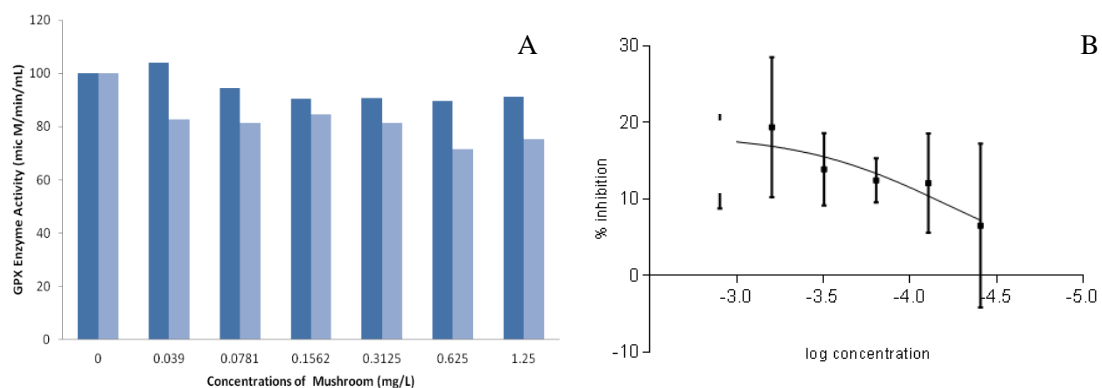 A
120
100
80
60
40
20
0
GPX Enzyme Activity (mic M/min/mL)
0 0.039 0.0781 0.1562 0.3125 0.625 1.25
Concentrations of Mushroom (mg/L)
B
30
20
10
0
-10
% inhibition
-3.0 -3.5 -4.0 -4.5 -5.0
log concentration